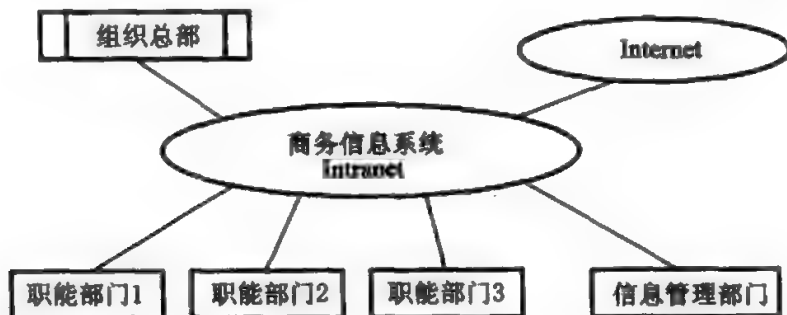 组织总部
Internet
商务信息系统
Intranet
职能部门1
职能部门2
职能部门3
信息管理部门